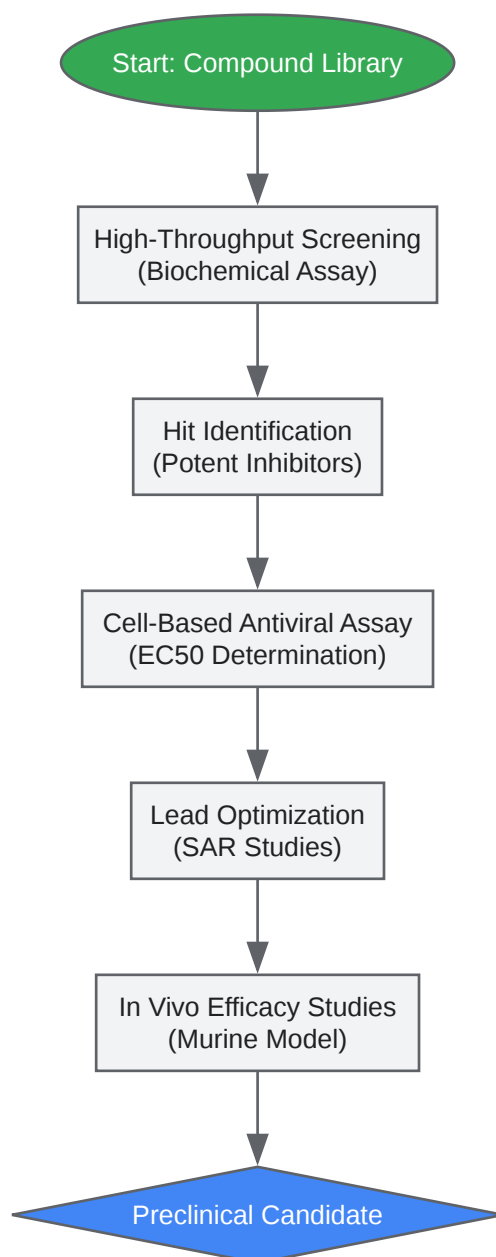 Start: Compound Library
High-Throughput Screening
(Biochemical Assay)
Hit Identification
(Potent Inhibitors)
Cell-Based Antiviral Assay
(EC50 Determination)
Lead Optimization
(SAR Studies)
In Vivo Efficacy Studies
(Murine Model)
Preclinical Candidate